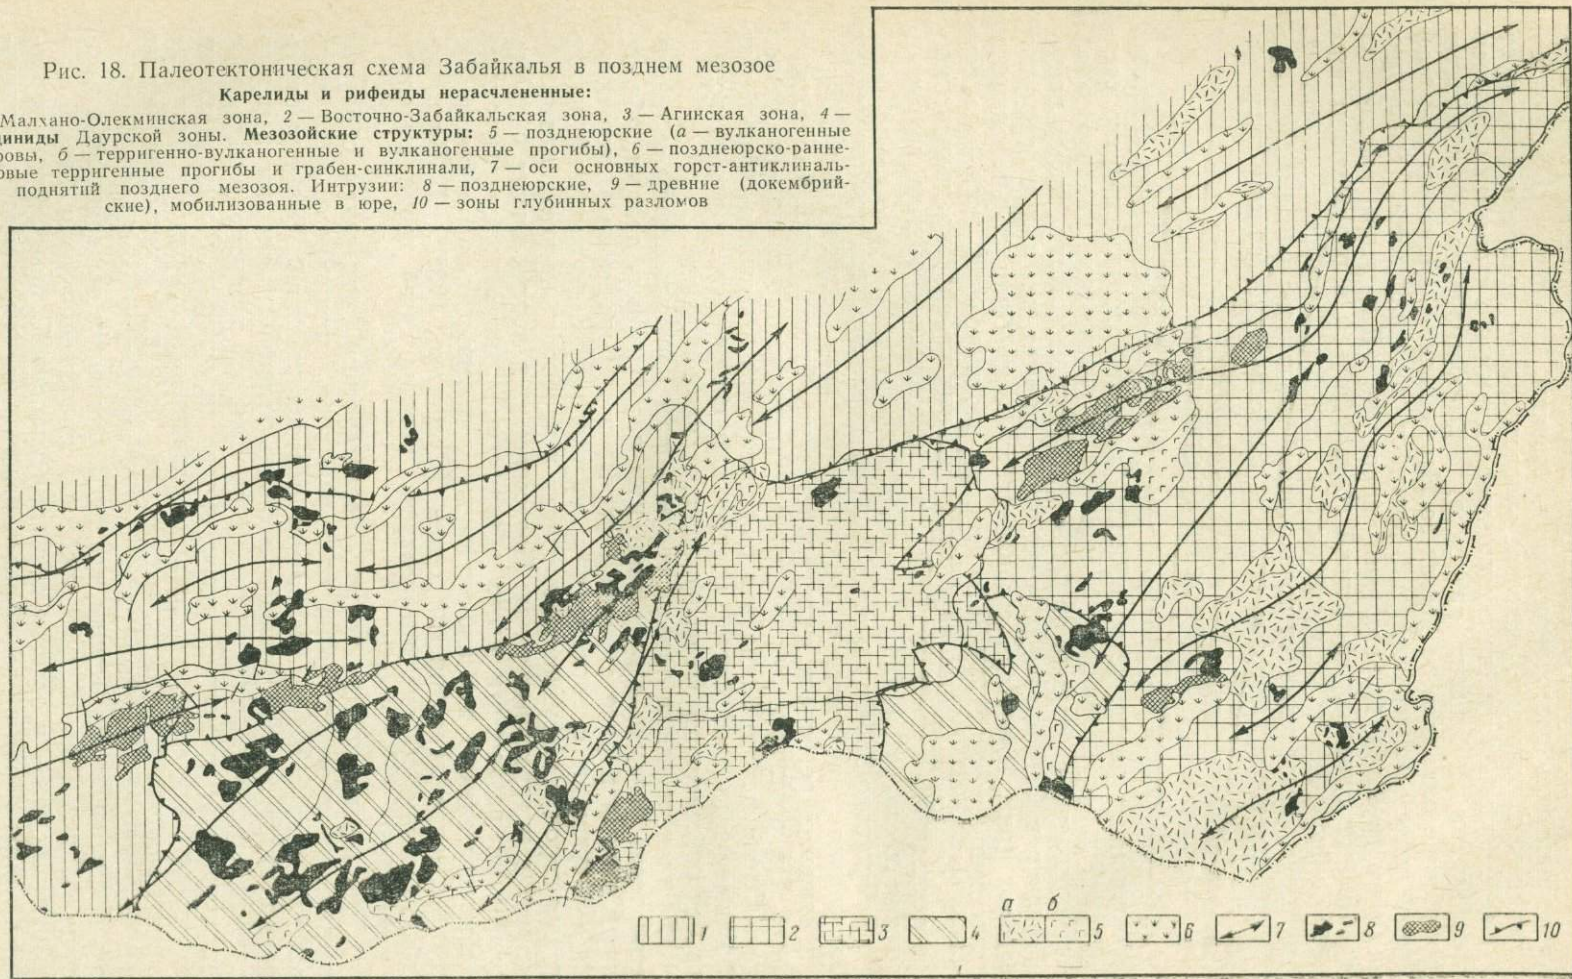 Рис. 18. Палеотектоническая схема Забайкалья в позднем мезозое
Карелиды и рифеиды нерасчлененные:
Малхано-Олекминская зона, 2 — Восточно-Забайкальская зона, 3 — Агинская зона, 4 —
иниды Даурской зоны. Мезозойские структуры: 5 — позднеюрские (а — вулканогенные
ровы, б — терригенно-вулканогенные и вулканогенные прогибы), 6 — позднеюрско-ранне-
овые терригенные прогибы и грабен-синклинали, 7 — оси основных горст-антиклиналь-
поднятий позднего мезозоя. Интрузии: 8 — позднеюрские, 9 — древние (докембрий-
ские), мобилизованные в юре, 10 — зоны глубинных разломов
а б
1 2 3 4 5 6 7 8 9 10